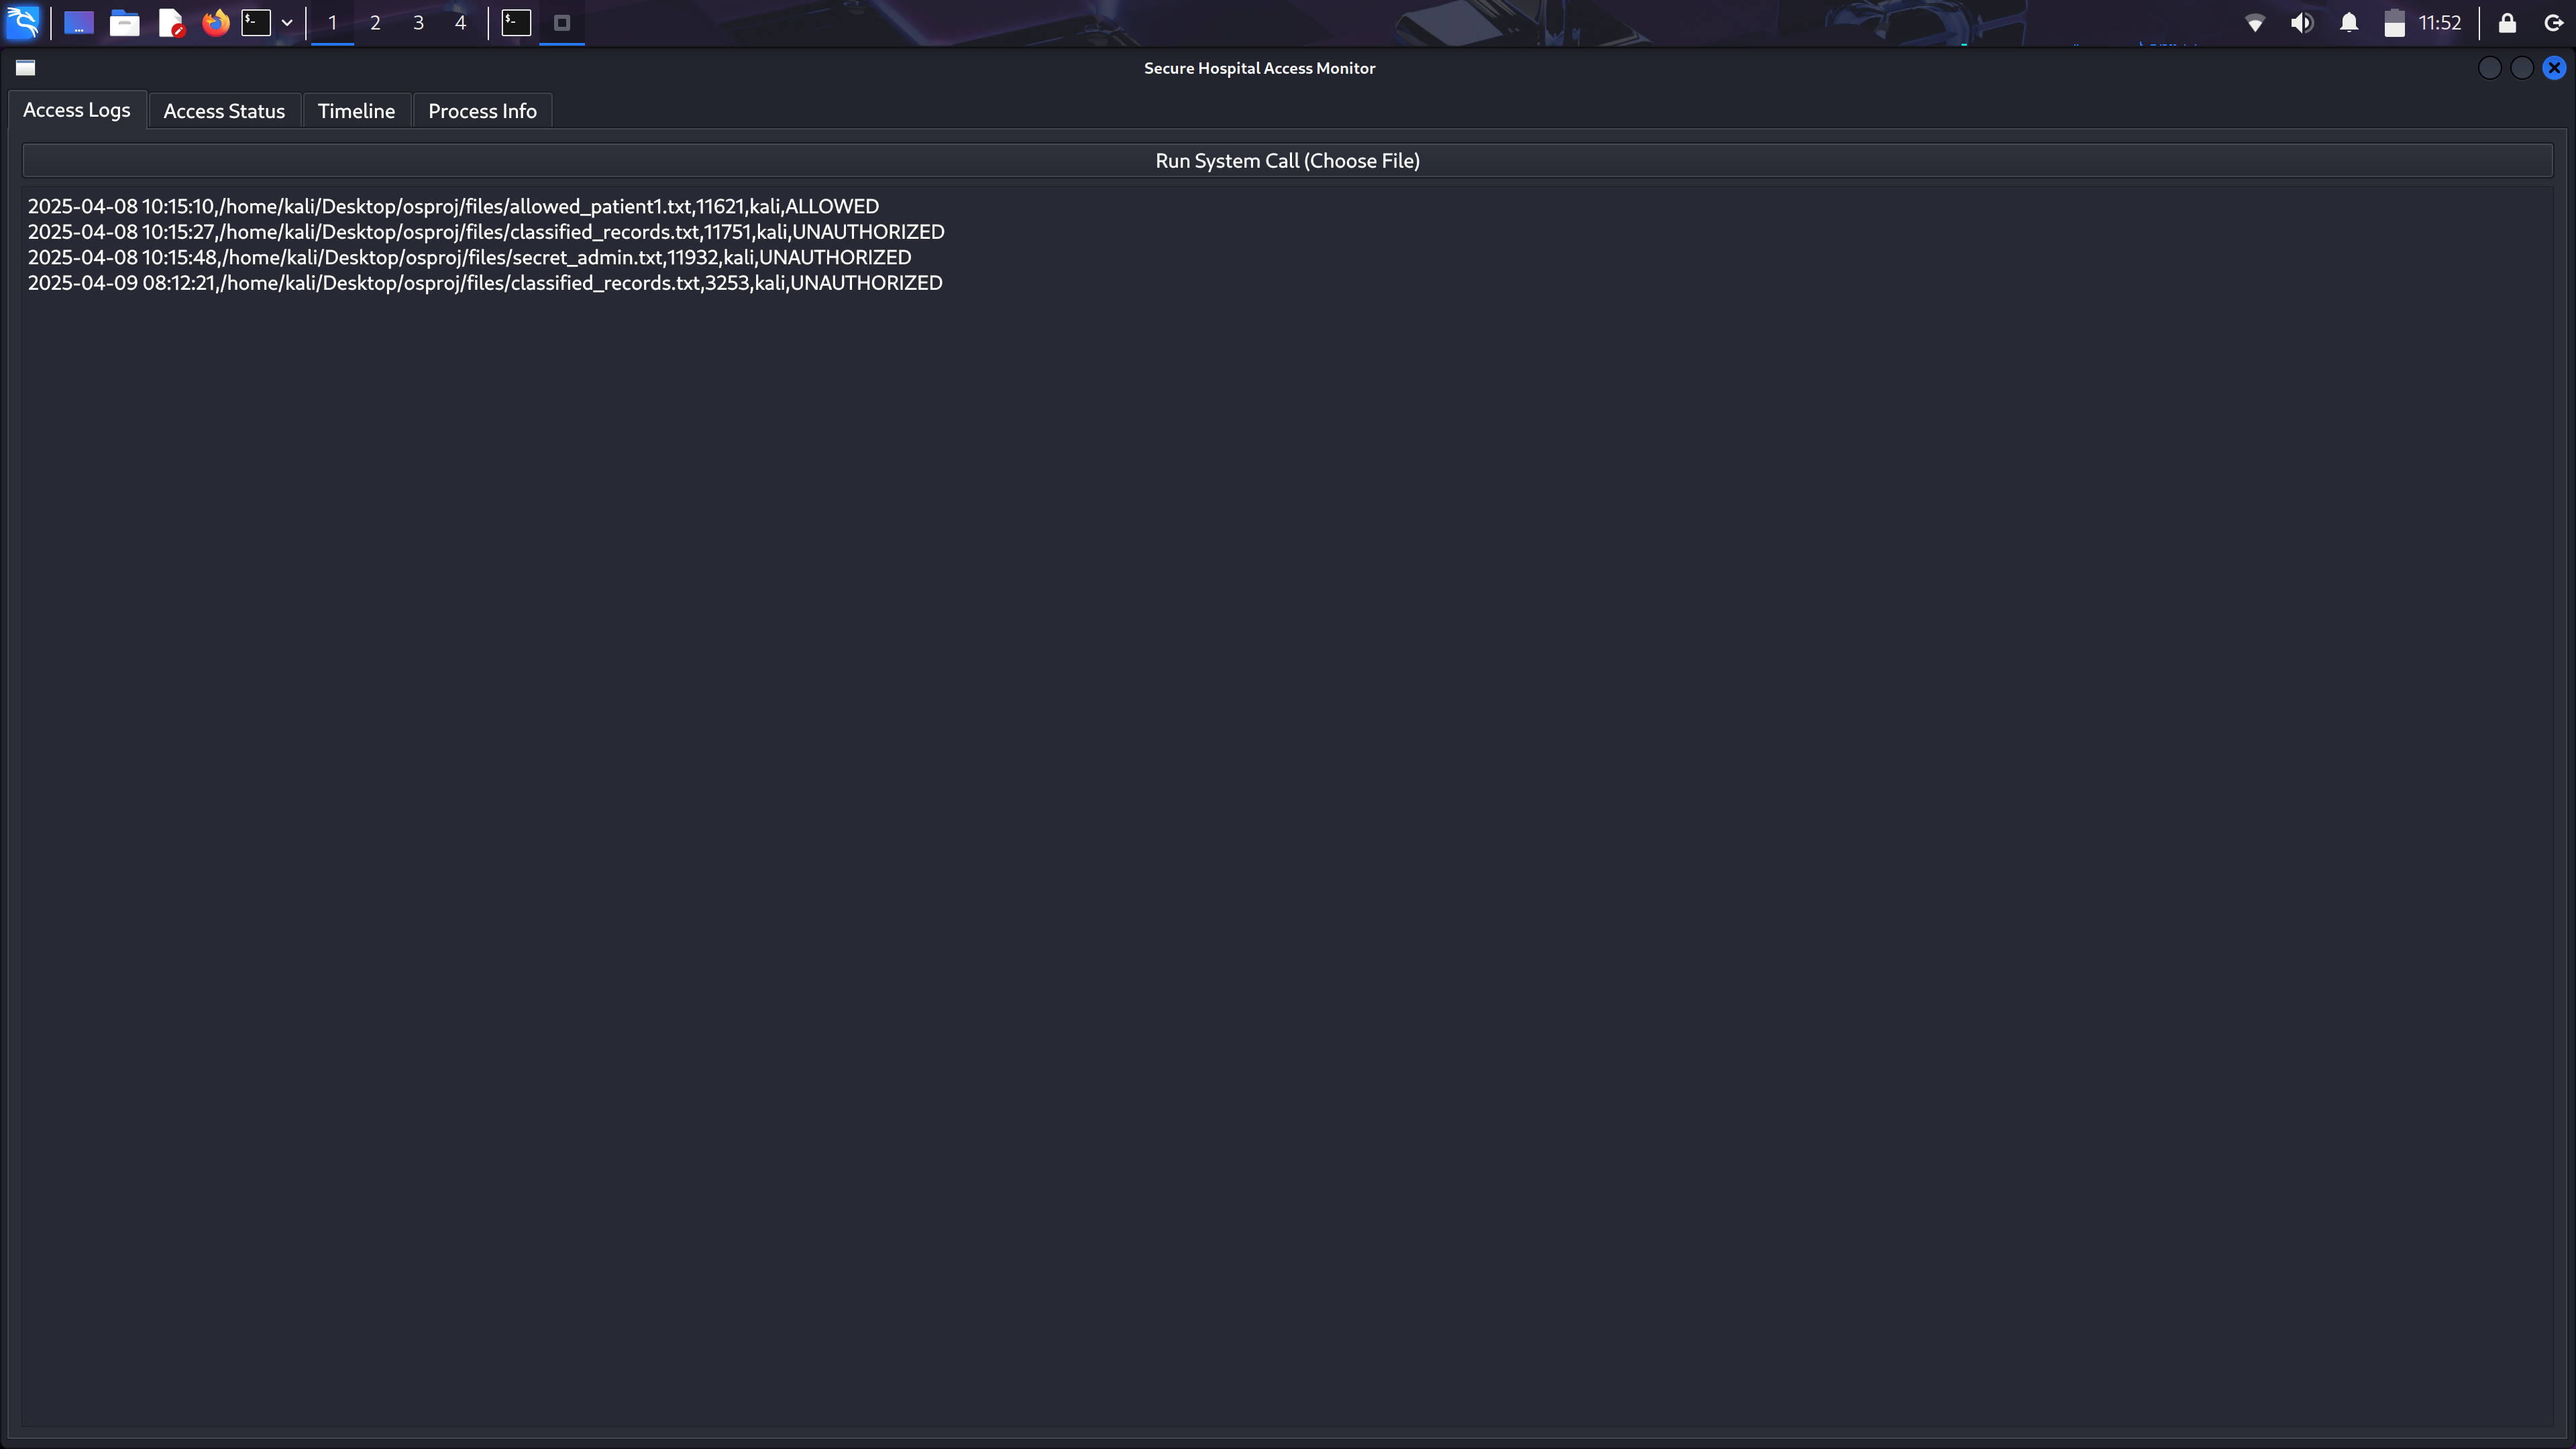 1 2 3 4 11:52
Secure Hospital Access Monitor
Access Logs Access Status Timeline Process Info
Run System Call (Choose File)
2025-04-08 10:15:10,/home/kali/Desktop/osproj/files/allowed_patient1.txt,11621,kali,ALLOWED
2025-04-08 10:15:27,/home/kali/Desktop/osproj/files/classified_records.txt,11751,kali,UNAUTHORIZED
2025-04-08 10:15:48,/home/kali/Desktop/osproj/files/secret_admin.txt,11932,kali,UNAUTHORIZED
2025-04-09 08:12:21,/home/kali/Desktop/osproj/files/classified_records.txt,3253,kali,UNAUTHORIZED